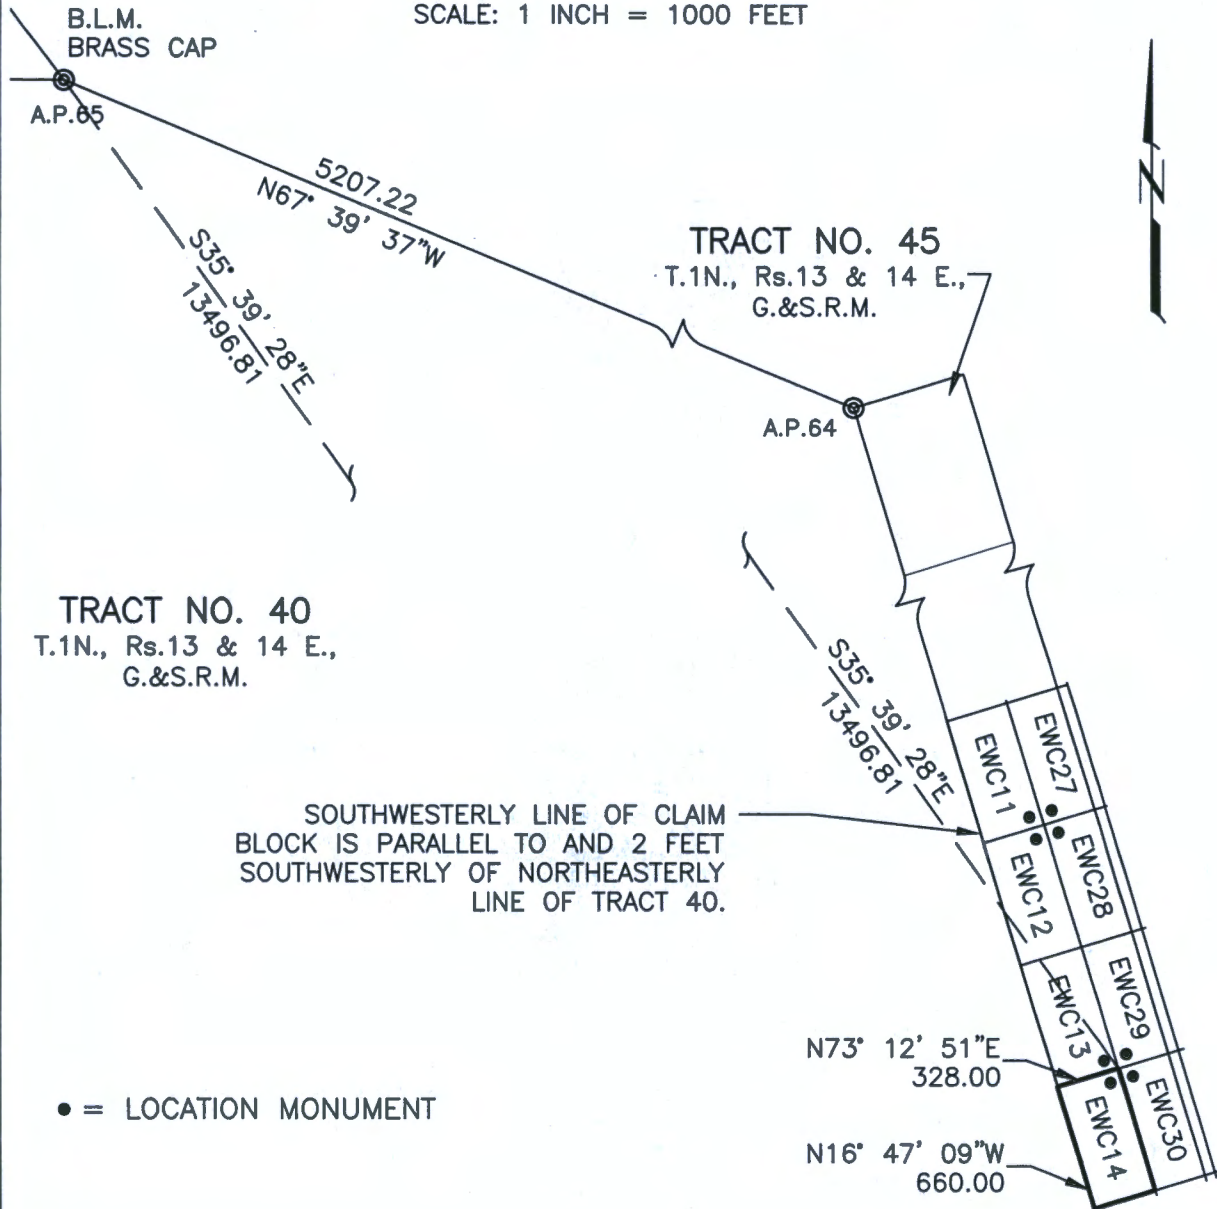 SCALE: 1 INCH = 1000 FEET
B.L.M.
BRASS CAP
A.P.65
5207.22
N67° 39' 37"W
S35° 39' 28"E
13496.81
TRACT NO. 45
T.1N., Rs.13 & 14 E.,
G.&S.R.M.
N
A.P.64
TRACT NO. 40
T.1N., Rs.13 & 14 E.,
G.&S.R.M.
S35° 39' 28"E
13496.81
EWC11
EWC27
SOUTHWESTERLY LINE OF CLAIM
BLOCK IS PARALLEL TO AND 2 FEET
SOUTHWESTERLY OF NORTHEASTERLY
LINE OF TRACT 40.
EWC12
EWC28
EWC13
EWC29
N73° 12' 51"E
328.00
● = LOCATION MONUMENT
EWC14
EWC30
N16° 47' 09"W
660.00